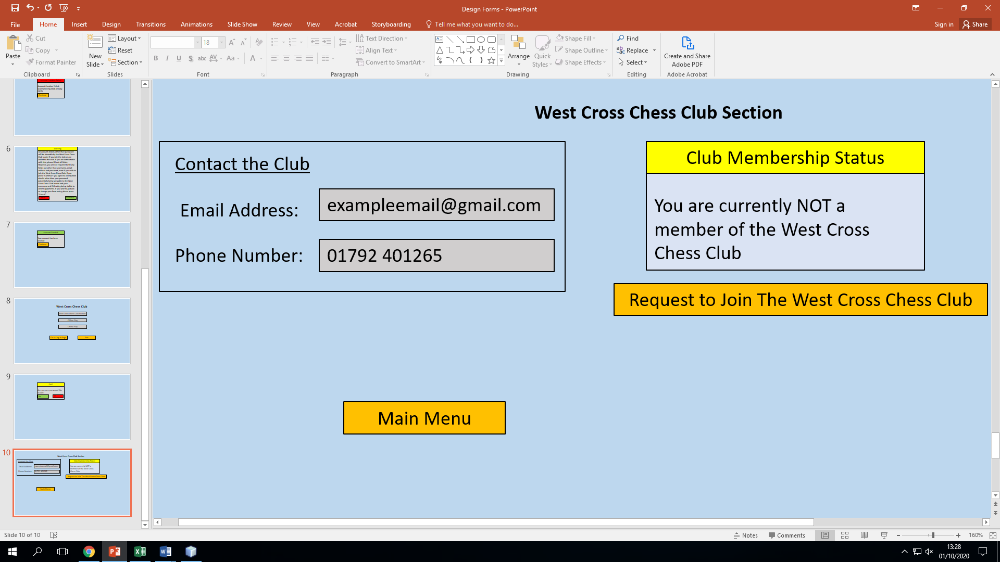 Design Forms - PowerPoint
File Home Insert Design Transitions Animations Slide Show Review View Acrobat Storyboarding Tell me what you want to do... Sign in Share
Paste
Cut
Copy
Format Painter
Clipboard
New Slide
Layout
Reset
Section
Slides
18
B I U S abc AV Aa A
Font
Text Direction
Align Text
Convert to SmartArt
Paragraph
Arrange
Quick Styles
Shape Fill
Shape Outline
Shape Effects
Drawing
Find
Replace
Select
Editing
Create and Share Adobe PDF
Adobe Acrobat
6
7
8
West Cross Chess Club
9
10
West Cross Chess Club Section
Contact the Club
Email Address: exampleemail@gmail.com
Phone Number: 01792 401265
Club Membership Status
You are currently NOT a
member of the West Cross
Chess Club
Request to Join The West Cross Chess Club
Main Menu
Slide 10 of 10
Notes Comments 160%
13:28
01/10/2020